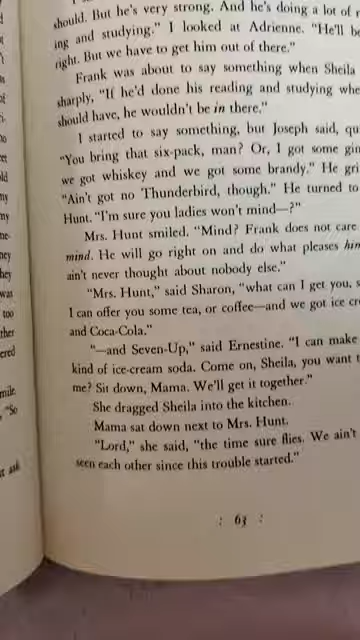 should. But he's very strong. And he's doing a lot of
ing and studying." I looked at Adrienne. "He'll
right. But we have to get him out of there."
Frank was about to say something when Sheila
sharply, "If he'd done his reading and studying
should have, he wouldn't be in there."
I started to say something, but Joseph said,
"You bring that six-pack, man? Or, I got some
we got whiskey and we got some brandy." He
"Ain't got no Thunderbird, though." He turned to
Hunt. "I'm sure you ladies won't mind—?"
Mrs. Hunt smiled. "Mind? Frank does not care
mind. He will go right on and do what pleases
ain't never thought about nobody else."
"Mrs. Hunt," said Sharon, "what can I get you,
I can offer you some tea, or coffee—and we got ice
and Coca-Cola."
"—and Seven-Up," said Ernestine. "I can make
kind of ice-cream soda. Come on, Sheila, you want
me? Sit down, Mama. We'll get it together."
She dragged Sheila into the kitchen.
Mama sat down next to Mrs. Hunt.
"Lord," she said, "the time sure flies. We ain't
seen each other since this trouble started."
: 63 :